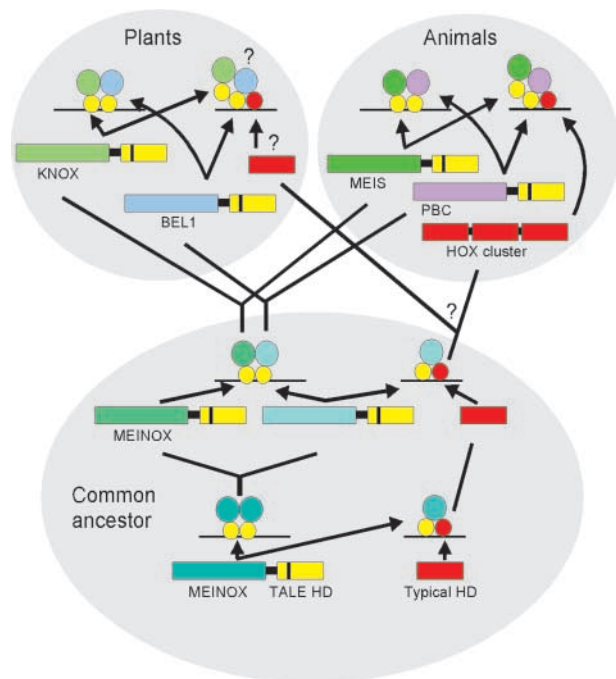 Plants
?
?
KNOX
BEL1
Animals
MEIS
PBC
HOX cluster
?
MEINOX
Common
ancestor
MEINOX TALE HD Typical HD